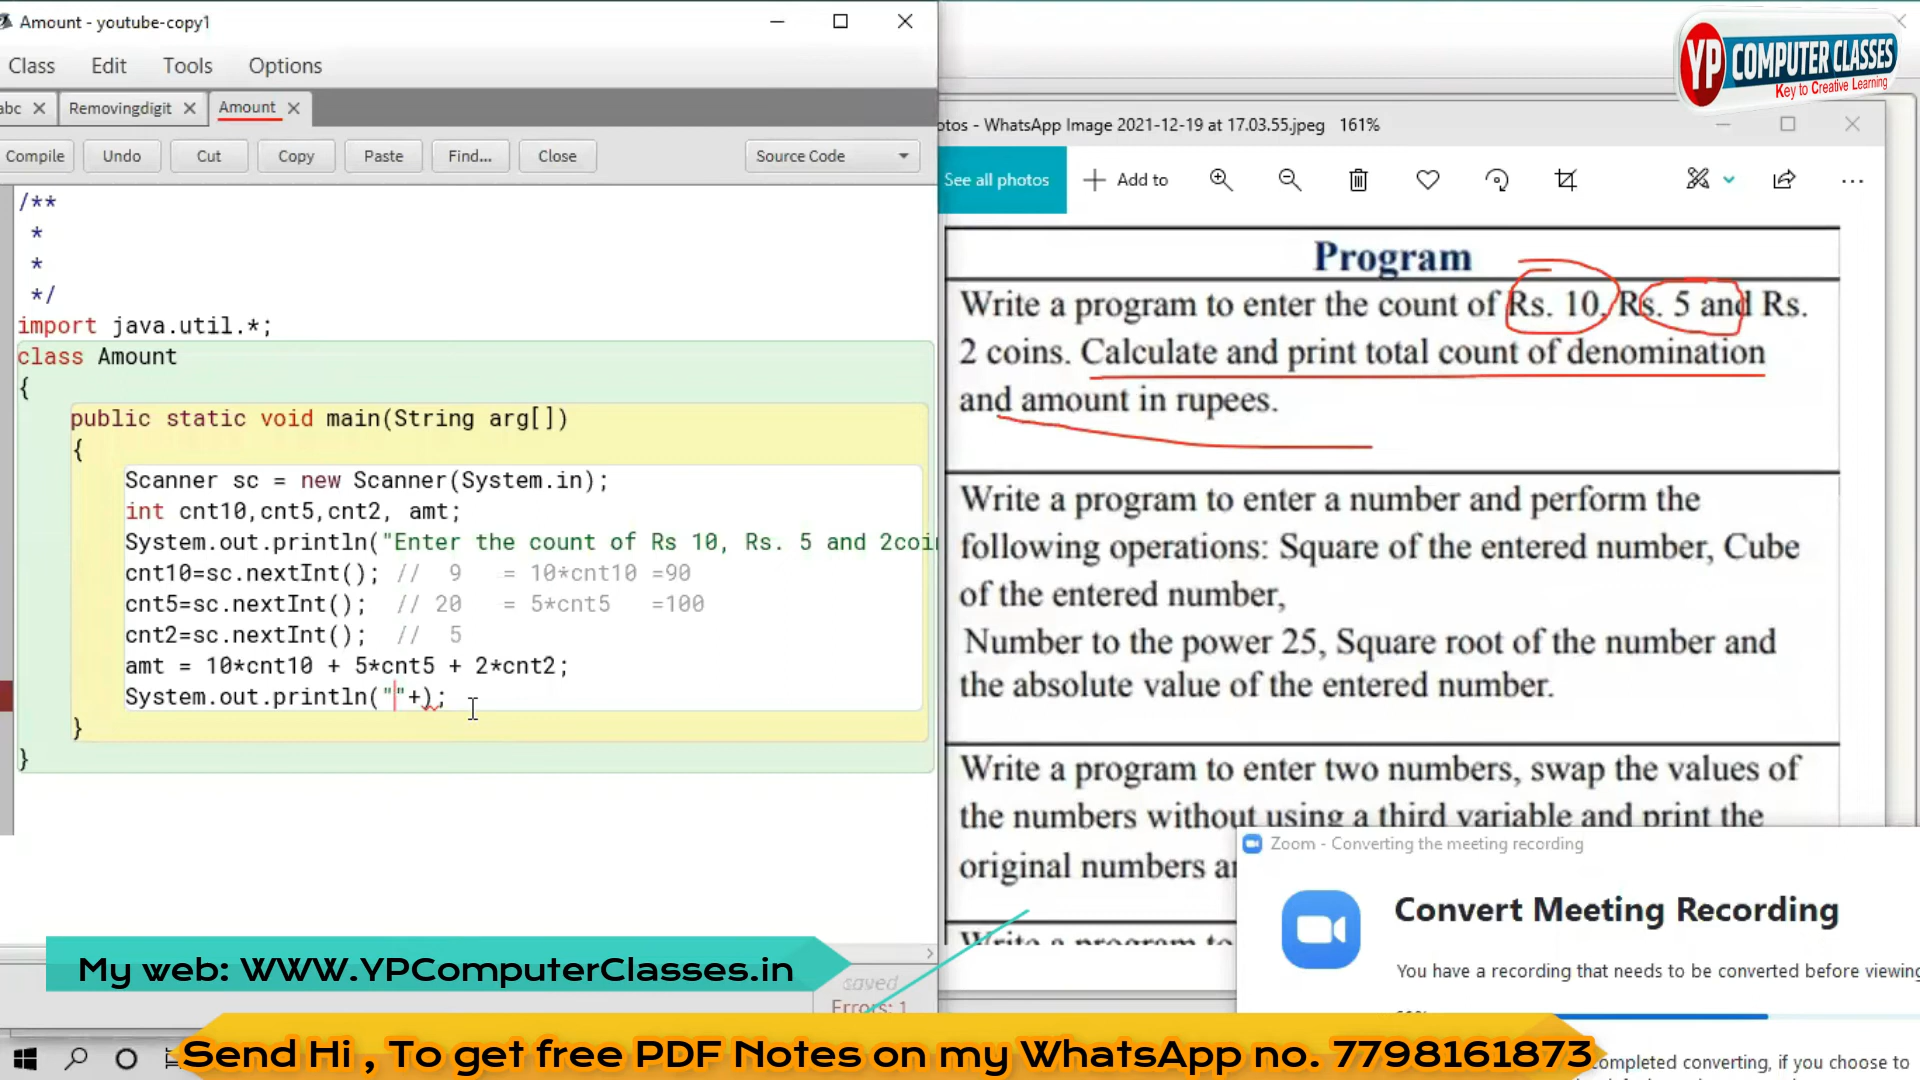 Amount - youtube-copy1
Class Edit Tools Options
abc Removingdigit Amount
Compile Undo Cut Copy Paste Find... Close Source Code
/**
*
*
*/
import java.util.*;
class Amount
{
public static void main(String arg[])
{
Scanner sc = new Scanner(System.in);
int cnt10,cnt5,cnt2, amt;
System.out.println("Enter the count of Rs 10, Rs. 5 and 2coi
cnt10=sc.nextInt(); // 9 = 10*cnt10 =90
cnt5=sc.nextInt(); // 20 = 5*cnt5 =100
cnt2=sc.nextInt(); // 5
amt = 10*cnt10 + 5*cnt5 + 2*cnt2;
System.out.println(""+);
}
}
saved
Errors: 1
YP COMPUTER CLASSES
Key to Creative Learning
otos - WhatsApp Image 2021-12-19 at 17.03.55.jpeg 161%
See all photos Add to
Program
Write a program to enter the count of Rs. 10, Rs. 5 and Rs.
2 coins. Calculate and print total count of denomination
and amount in rupees.
Write a program to enter a number and perform the
following operations: Square of the entered number, Cube
of the entered number,
Number to the power 25, Square root of the number and
the absolute value of the entered number.
Write a program to enter two numbers, swap the values of
the numbers without using a third variable and print the
original numbers a
Write a program to
Zoom - Converting the meeting recording
Convert Meeting Recording
You have a recording that needs to be converted before viewing
ompleted converting, if you choose to
My web: WWW.YPComputerClasses.in
Send Hi , To get free PDF Notes on my WhatsApp no. 7798161873